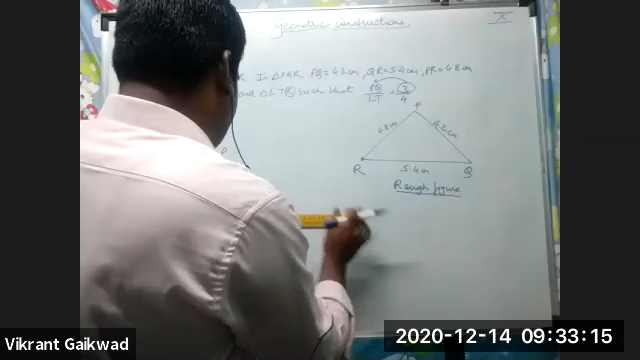 Geometric Constructions.
X
In △PQR, PQ = 4.2 cm, QR = 5.4 cm, PR = 4.8 cm.
△LTR such that PQ/LT = 3/4
P
4.8 cm
4.2 cm
R
5.4 cm
Q
Rough figure
Vikrant Gaikwad
2020-12-14 09:33:15